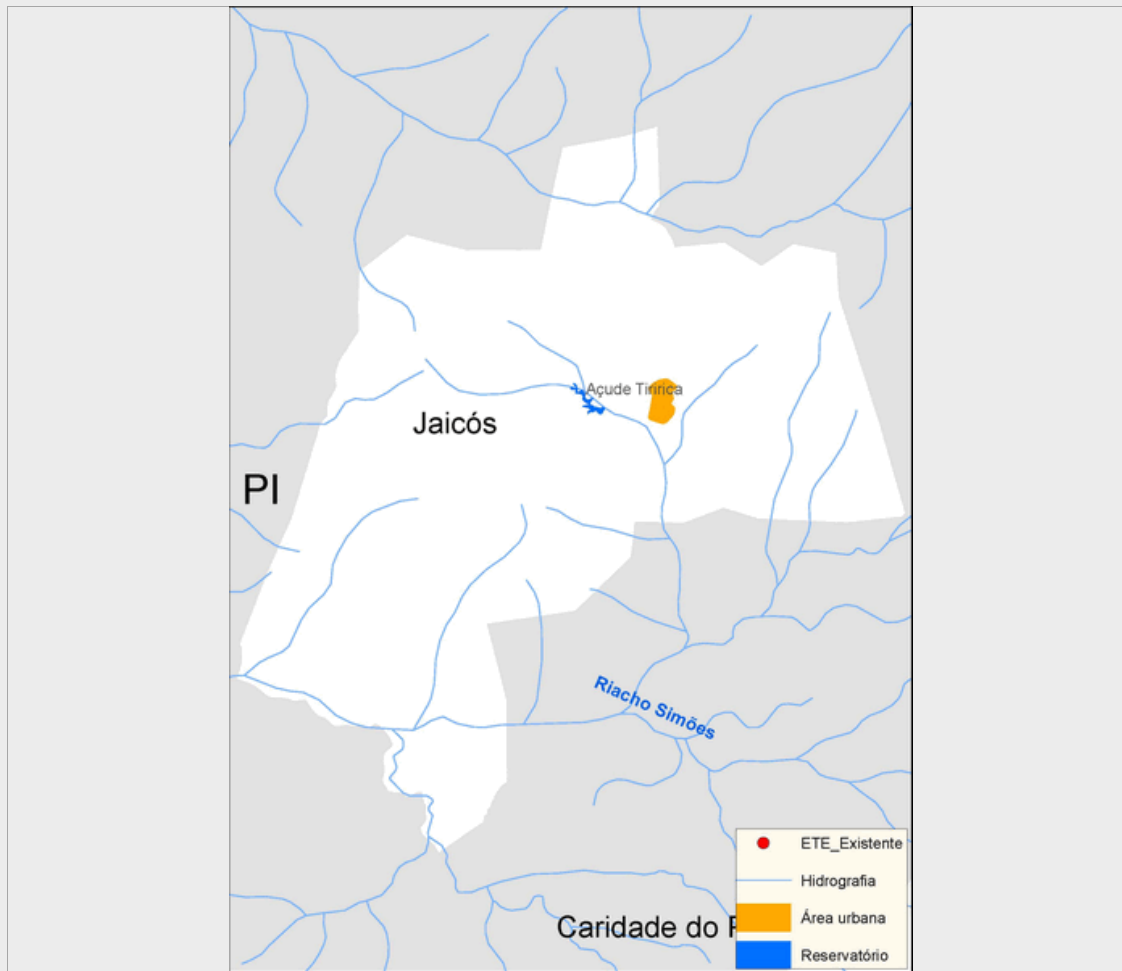 Açude Tiririca
Jaicós
PI
Riacho Simões
ETE_Existente
Hidrografia
Área urbana
Reservatório
Caridade do P